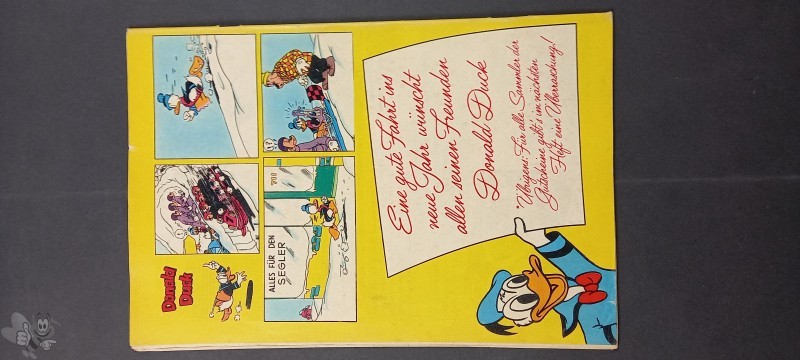 Donald
Duck
ALLES FÜR DEN
SEGLER
Eine gute Fahrt ins
neue Jahr wünscht
allen seinen Freunden
Donald Duck
Übrigens: Für alle Sammler der
Gutscheine gibt's im nächsten
Heft eine Überraschung!